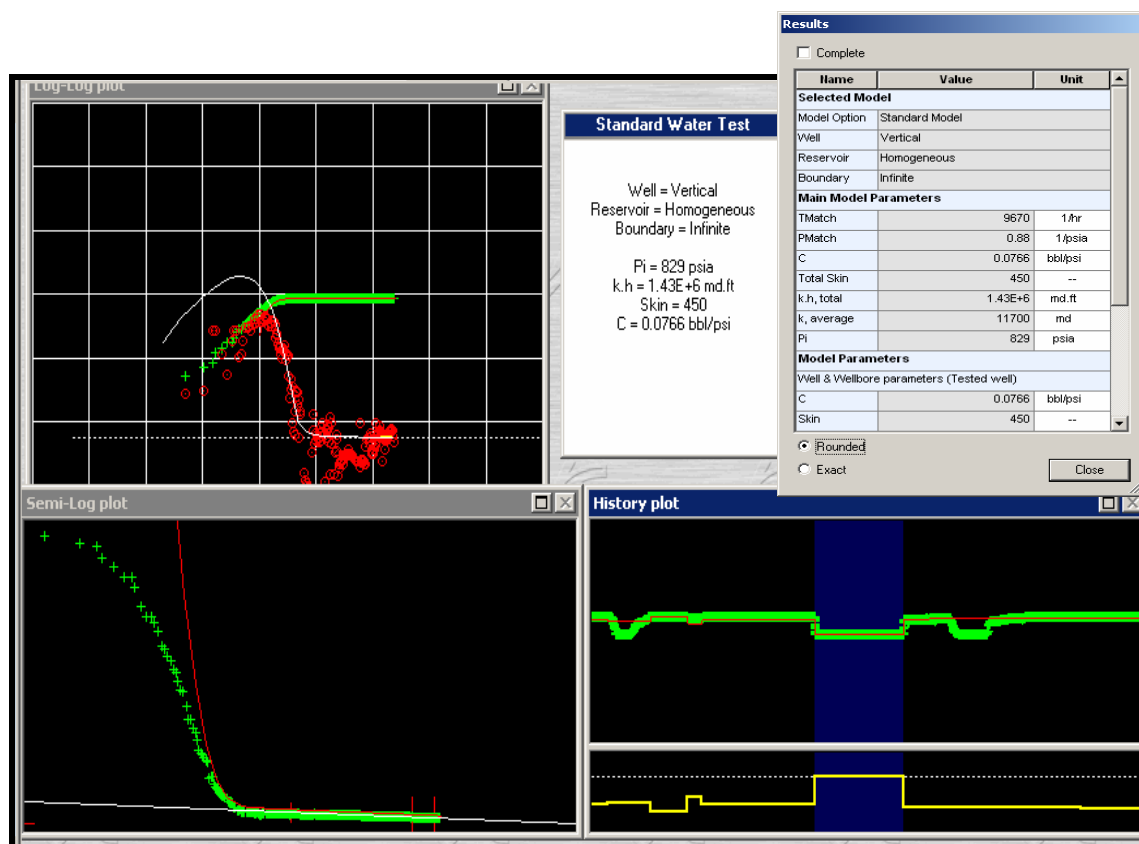 Results
Complete
Name Value Unit
Selected Model
Model Option Standard Model
Well Vertical
Reservoir Homogeneous
Boundary Infinite
Main Model Parameters
TMatch 9670 1/hr
PMatch 0.88 1/psia
C 0.0766 bbl/psi
Total Skin 450 --
k.h, total 1.43E+6 md.ft
k, average 11700 md
Pi 829 psia
Model Parameters
Well & Wellbore parameters (Tested well)
C 0.0766 bbl/psi
Skin 450 --
Rounded
Exact
Close
Log-Log plot
Standard Water Test
Well = Vertical
Reservoir = Homogeneous
Boundary = Infinite
Pi = 829 psia
k.h = 1.43E+6 md.ft
Skin = 450
C = 0.0766 bbl/psi
Semi-Log plot
History plot